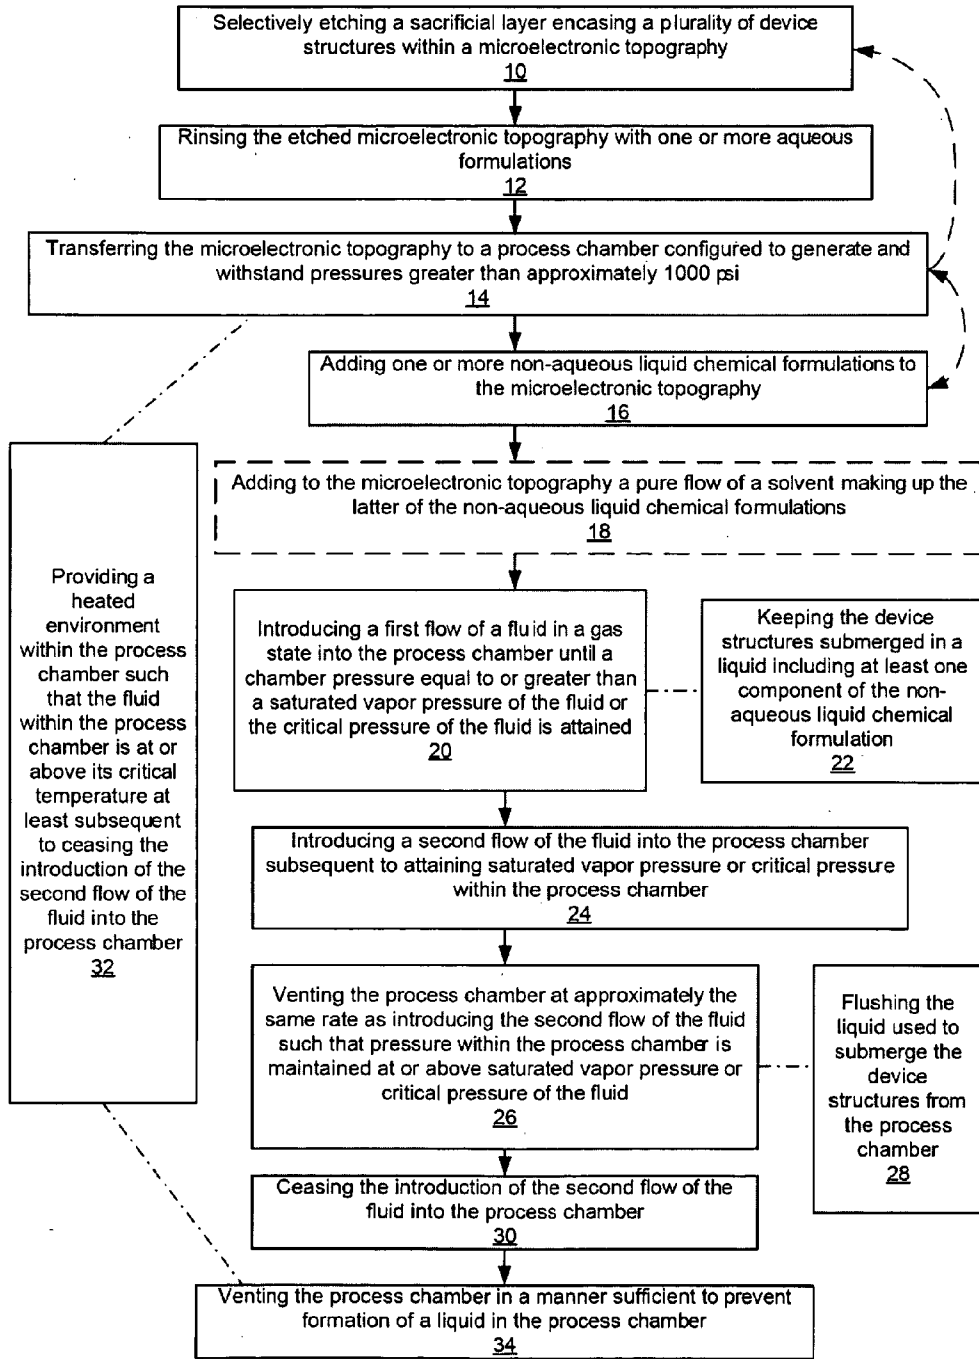 Selectively etching a sacrificial layer encasing a plurality of device
structures within a microelectronic topography
10
Rinsing the etched microelectronic topography with one or more aqueous
formulations
12
Transferring the microelectronic topography to a process chamber configured to generate and
withstand pressures greater than approximately 1000 psi
14
Adding one or more non-aqueous liquid chemical formulations to
the microelectronic topography
16
Adding to the microelectronic topography a pure flow of a solvent making up the
latter of the non-aqueous liquid chemical formulations
18
Introducing a first flow of a fluid in a gas
state into the process chamber until a
chamber pressure equal to or greater than
a saturated vapor pressure of the fluid or
the critical pressure of the fluid is attained
20
Keeping the device
structures submerged in a
liquid including at least one
component of the non-
aqueous liquid chemical
formulation
22
Providing a
heated
environment
within the process
chamber such
that the fluid
within the process
chamber is at or
above its critical
temperature at
least subsequent
to ceasing the
introduction of the
second flow of the
fluid into the
process chamber
32
Introducing a second flow of the fluid into the process chamber
subsequent to attaining saturated vapor pressure or critical pressure
within the process chamber
24
Venting the process chamber at approximately the
same rate as introducing the second flow of the fluid
such that pressure within the process chamber is
maintained at or above saturated vapor pressure or
critical pressure of the fluid
26
Flushing the
liquid used to
submerge the
device
structures from
the process
chamber
28
Ceasing the introduction of the second flow of the
fluid into the process chamber
30
Venting the process chamber in a manner sufficient to prevent
formation of a liquid in the process chamber
34